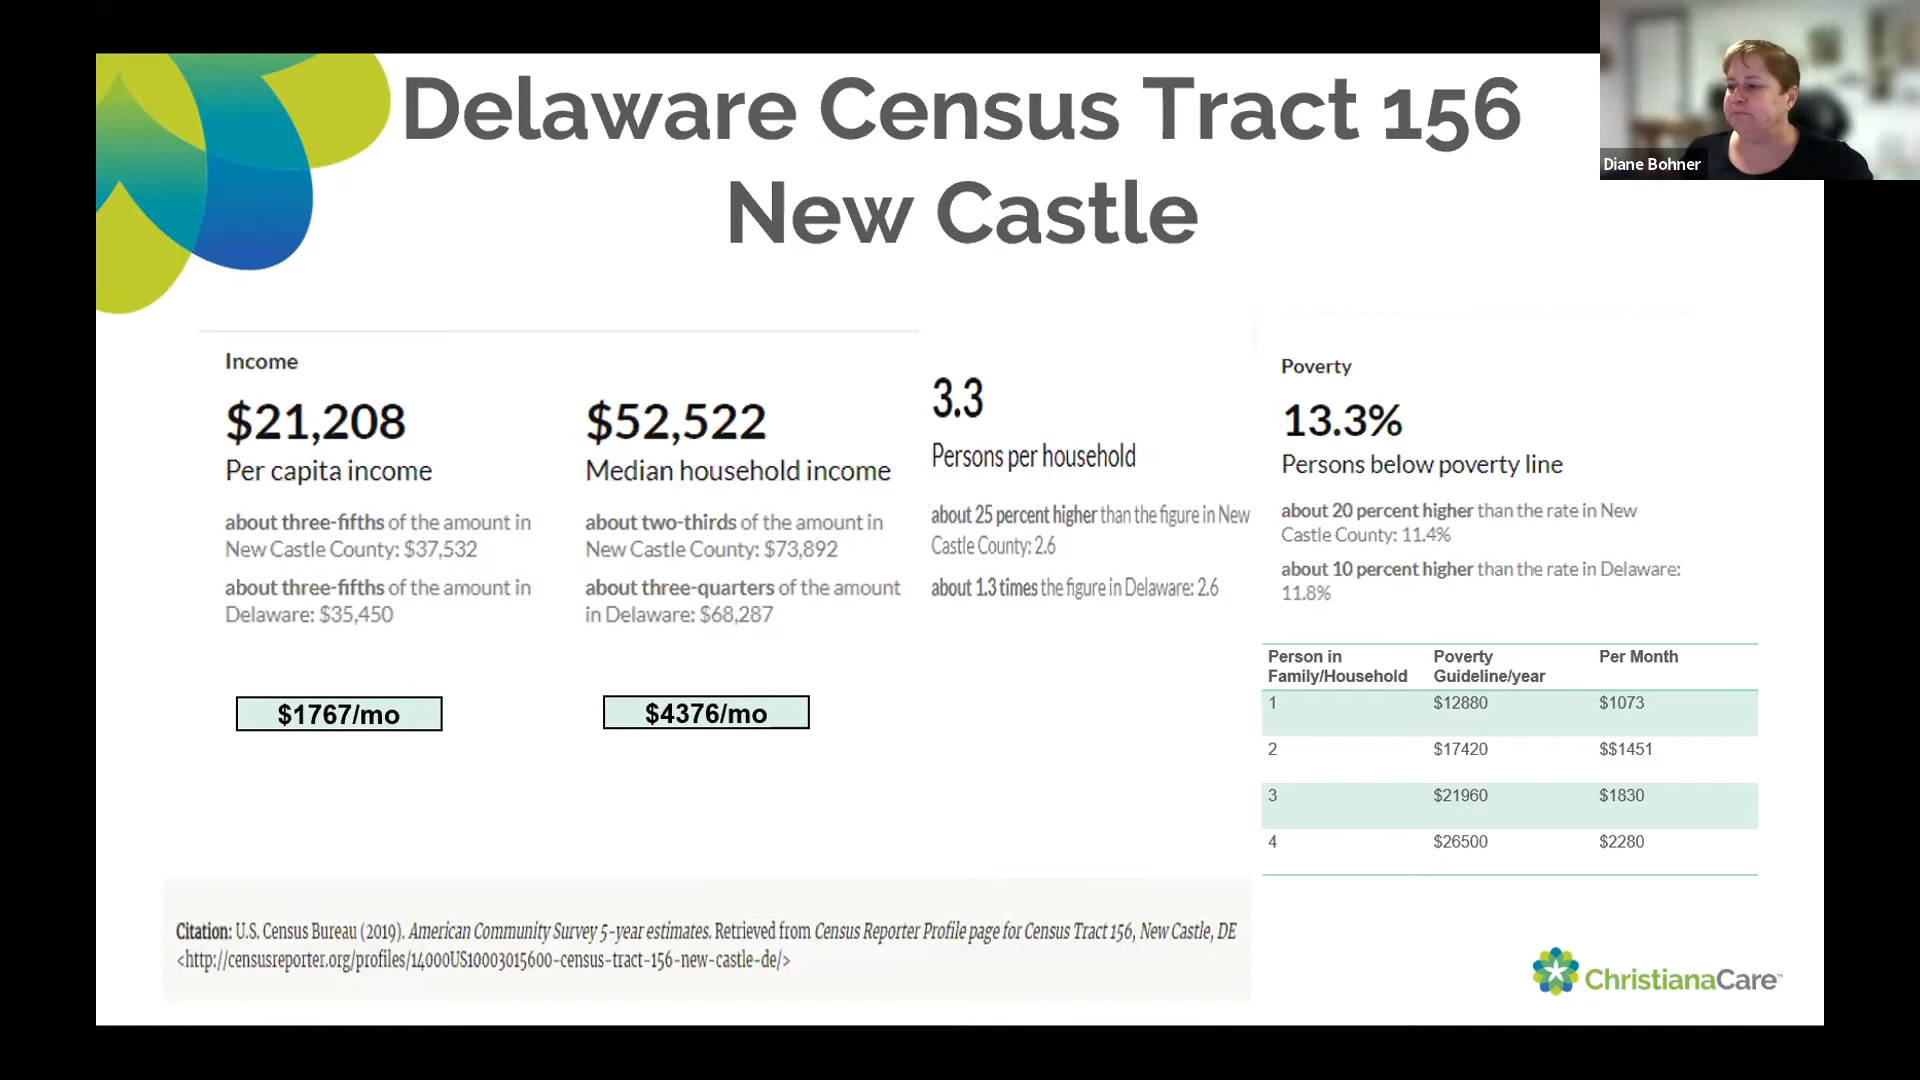 Delaware Census Tract 156
New Castle
Diane Bohner
Income
$21,208
Per capita income
about three-fifths of the amount in
New Castle County: $37,532
about three-fifths of the amount in
Delaware: $35,450
$1767/mo
$52,522
Median household income
about two-thirds of the amount in
New Castle County: $73,892
about three-quarters of the amount
in Delaware: $68,287
$4376/mo
3.3
Persons per household
about 25 percent higher than the figure in New
Castle County: 2.6
about 1.3 times the figure in Delaware: 2.6
Poverty
13.3%
Persons below poverty line
about 20 percent higher than the rate in New
Castle County: 11.4%
about 10 percent higher than the rate in Delaware:
11.8%
Person in Family/Household Poverty Guideline/year Per Month
1 $12880 $1073
2 $17420 $$1451
3 $21960 $1830
4 $26500 $2280
Citation: U.S. Census Bureau (2019). American Community Survey 5-year estimates. Retrieved from Census Reporter Profile page for Census Tract 156, New Castle, DE
<http://censusreporter.org/profiles/14000US10003015600-census-tract-156-new-castle-de/>
ChristianaCare™